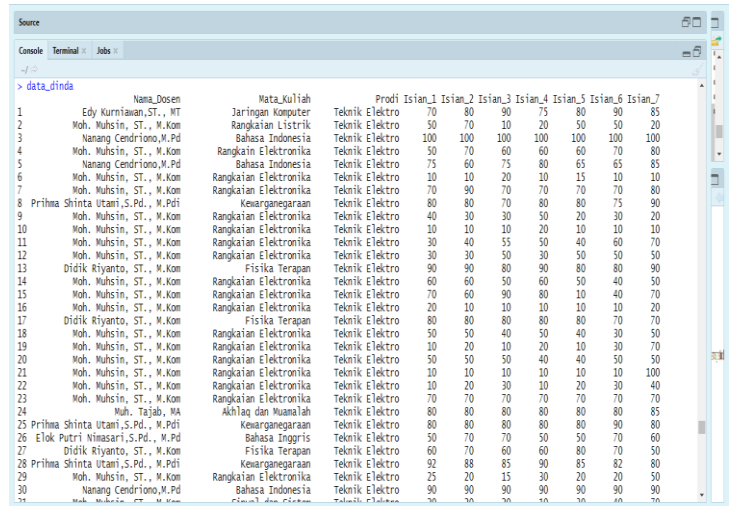 Source
Console Terminal × Jobs ×
~/
> data_dinda
Nama_Dosen Mata_Kuliah Prodi Isian_1 Isian_2 Isian_3 Isian_4 Isian_5 Isian_6 Isian_7
1 Edy Kurniawan,ST., MT Jaringan Komputer Teknik Elektro 70 80 90 75 80 90 85
2 Moh. Muhsin, ST., M.Kom Rangkaian Listrik Teknik Elektro 50 70 10 20 50 50 20
3 Nanang Cendriono,M.Pd Bahasa Indonesia Teknik Elektro 100 100 100 100 100 100 100
4 Moh. Muhsin, ST., M.Kom Rangkain Elektronika Teknik Elektro 50 70 60 60 60 70 80
5 Nanang Cendriono,M.Pd Bahasa Indonesia Teknik Elektro 75 60 75 80 65 65 85
6 Moh. Muhsin, ST., M.Kom Rangkaian Elektronika Teknik Elektro 10 10 20 10 15 10 10
7 Moh. Muhsin, ST., M.Kom Rangkaian Elektronika Teknik Elektro 70 90 70 70 70 70 80
8 Prihma Shinta Utami,S.Pd., M.Pdi Kewarganegaraan Teknik Elektro 80 80 70 80 80 75 90
9 Moh. Muhsin, ST., M.Kom Rangkaian Elektronika Teknik Elektro 40 30 30 50 20 30 20
10 Moh. Muhsin, ST., M.Kom Rangkaian Elektronika Teknik Elektro 10 10 10 20 10 10 10
11 Moh. Muhsin, ST., M.Kom Rangkaian Elektronika Teknik Elektro 30 40 55 50 40 60 70
12 Moh. Muhsin, ST., M.Kom Rangkaian Elektronika Teknik Elektro 30 30 50 30 50 50 50
13 Didik Riyanto, ST., M.Kom Fisika Terapan Teknik Elektro 90 90 80 90 80 80 90
14 Moh. Muhsin, ST., M.Kom Rangkaian Elektronika Teknik Elektro 60 60 50 60 50 40 50
15 Moh. Muhsin, ST., M.Kom Rangkaian Elektronika Teknik Elektro 70 60 90 80 10 40 70
16 Moh. Muhsin, ST., M.Kom Rangkaian Elektronika Teknik Elektro 20 10 10 10 10 10 20
17 Didik Riyanto, ST., M.Kom Fisika Terapan Teknik Elektro 80 80 80 80 80 70 70
18 Moh. Muhsin, ST., M.Kom Rangkaian Elektronika Teknik Elektro 50 50 40 50 40 30 50
19 Moh. Muhsin, ST., M.Kom Rangkaian Elektronika Teknik Elektro 10 20 10 20 10 30 70
20 Moh. Muhsin, ST., M.Kom Rangkaian Elektronika Teknik Elektro 50 50 50 40 40 50 50
21 Moh. Muhsin, ST., M.Kom Rangkaian Elektronika Teknik Elektro 10 10 10 10 10 10 100
22 Moh. Muhsin, ST., M.Kom Rangkaian Elektronika Teknik Elektro 10 20 30 10 20 30 40
23 Moh. Muhsin, ST., M.Kom Rangkaian Elektronika Teknik Elektro 70 70 70 70 70 70 70
24 Muh. Tajab, MA Akhlaq dan Muamalah Teknik Elektro 80 80 80 80 80 80 85
25 Prihma Shinta Utami,S.Pd., M.Pdi Kewarganegaraan Teknik Elektro 80 80 80 80 80 90 80
26 Elok Putri Nimasari,S.Pd., M.Pd Bahasa Inggris Teknik Elektro 50 70 70 50 50 70 60
27 Didik Riyanto, ST., M.Kom Fisika Terapan Teknik Elektro 60 70 60 60 80 70 50
28 Prihma Shinta Utami,S.Pd., M.Pdi Kewarganegaraan Teknik Elektro 92 88 85 90 85 82 80
29 Moh. Muhsin, ST., M.Kom Rangkaian Elektronika Teknik Elektro 25 20 15 30 20 20 50
30 Nanang Cendriono,M.Pd Bahasa Indonesia Teknik Elektro 90 90 90 90 90 90 90